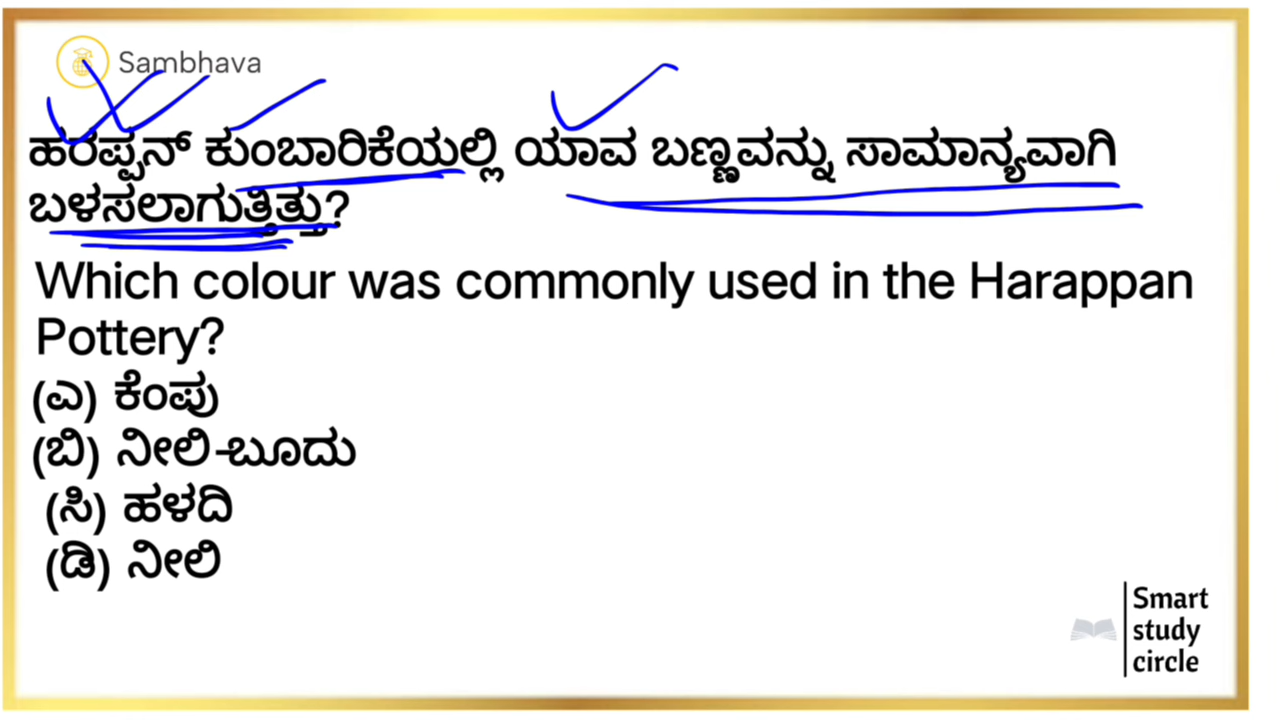 Sambhava
ಹರಪ್ಪನ್ ಕುಂಬಾರಿಕೆಯಲ್ಲಿ ಯಾವ ಬಣ್ಣವನ್ನು ಸಾಮಾನ್ಯವಾಗಿ
ಬಳಸಲಾಗುತ್ತಿತ್ತು?
Which colour was commonly used in the Harappan
Pottery?
(ಎ) ಕೆಂಪು
(ಬಿ) ನೀಲಿ-ಬೂದು
(ಸಿ) ಹಳದಿ
(ಡಿ) ನೀಲಿ
Smart
study
circle